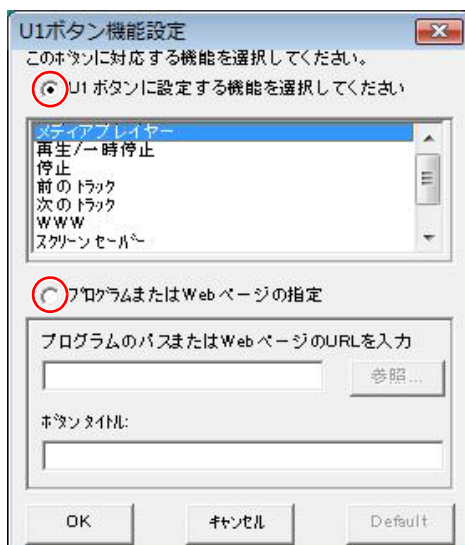 U1ボタン機能設定
このﾎﾞﾀﾝに対応する機能を選択してください。
U1 ボタンに設定する機能を選択してください
メディアプレイヤー
再生/一時停止
停止
前のﾄﾗｯｸ
次のﾄﾗｯｸ
WWW
ｽｸﾘｰﾝｾｰﾊﾞｰ
ﾌﾟﾛｸﾞﾗﾑまたはWebページの指定
プログラムのパスまたはWebページのURLを入力
参照...
ﾎﾞﾀﾝﾀｲﾄﾙ:
OK
ｷｬﾝｾﾙ
Default